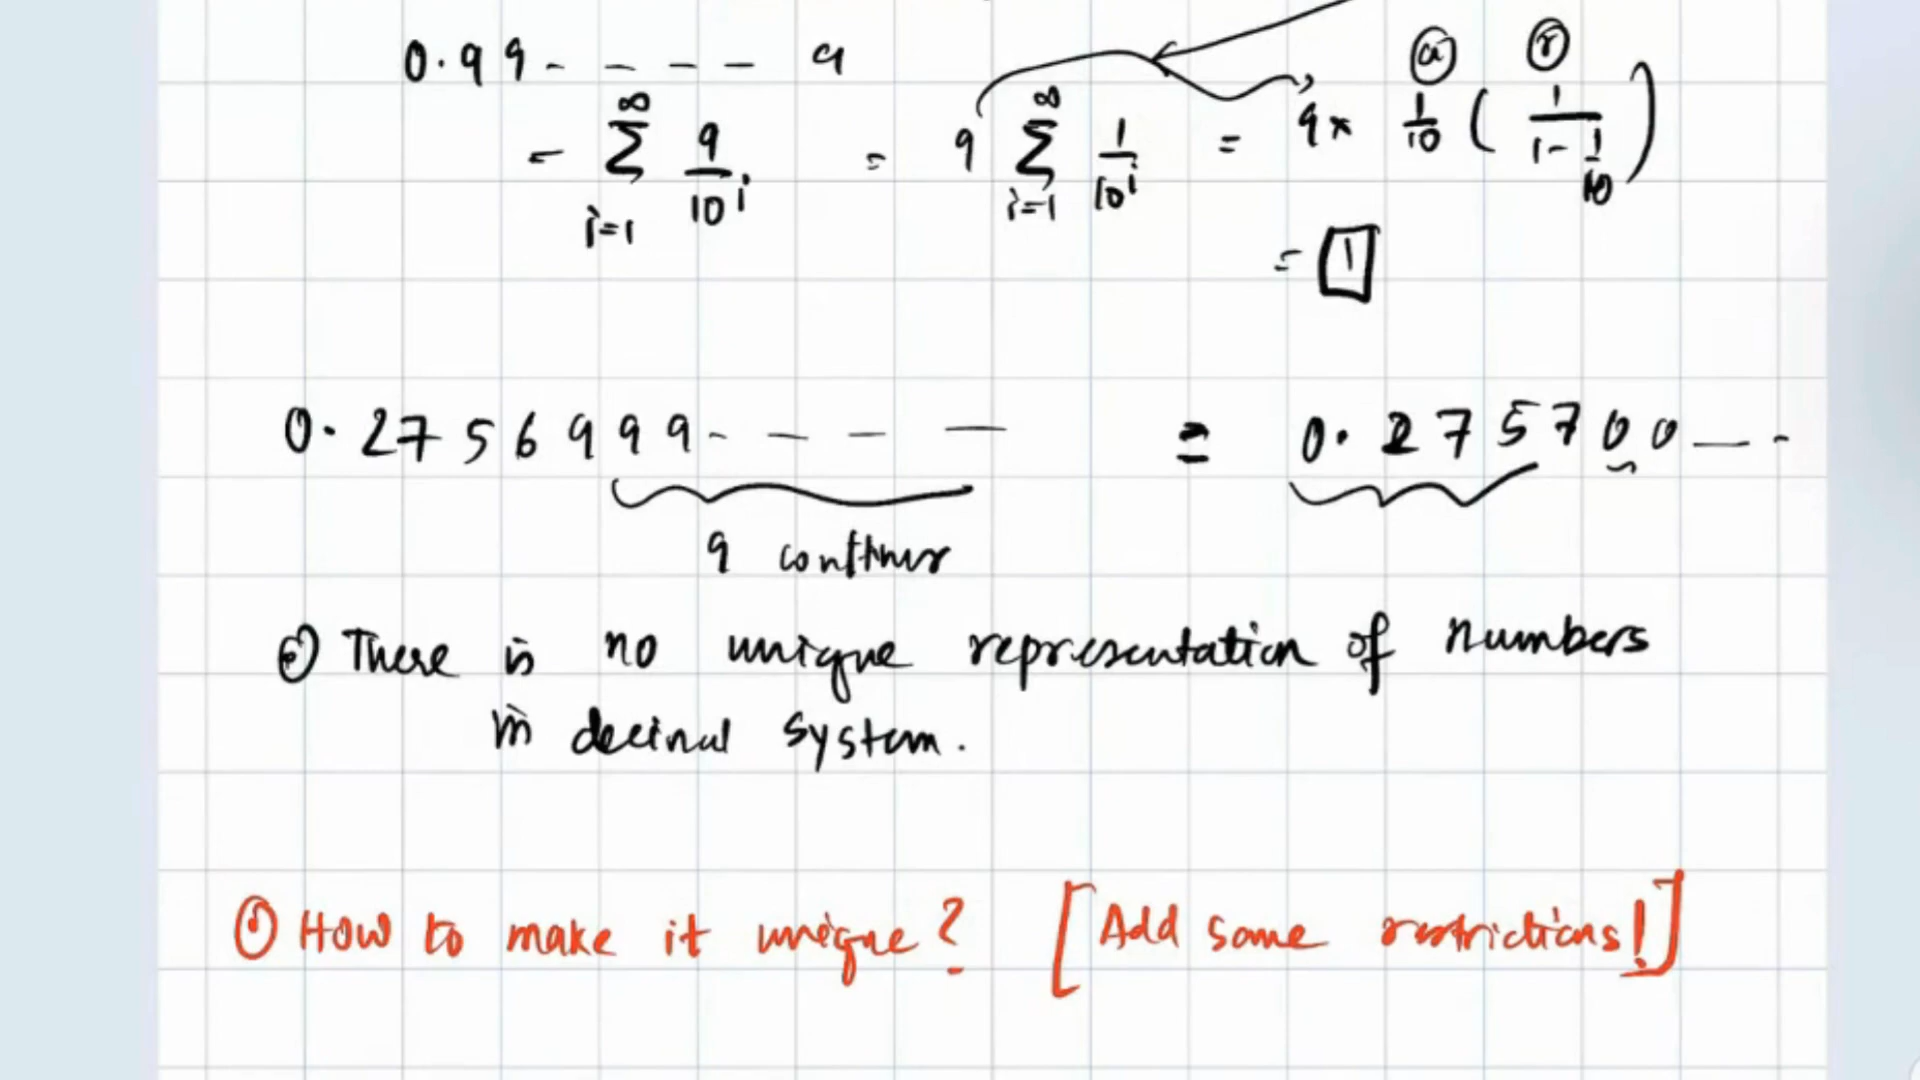 0.99- - - - 9
= ∞ Σ i=1 9/10^i = 9 ∞ Σ i=1 1/10^i = 9 × 1/10 ( 1/(1-1/10) ) (a) (r)
= 1
0.2756999- - - - = 0.275700- -
9 continues
There is no unique representation of numbers
in decimal system.
How to make it unique? [Add some restrictions!]